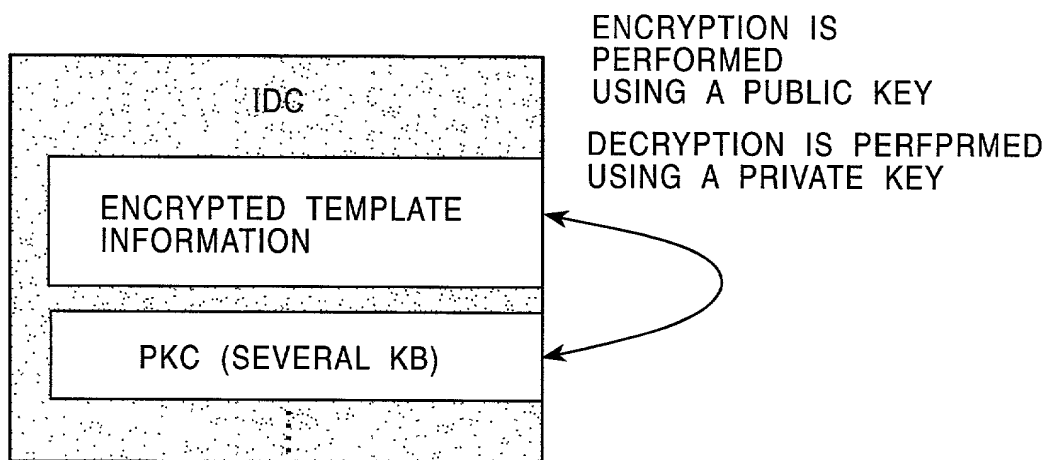 ENCRYPTION IS
PERFORMED
USING A PUBLIC KEY
DECRYPTION IS PERFPRMED
USING A PRIVATE KEY
IDC
ENCRYPTED TEMPLATE
INFORMATION
PKC (SEVERAL KB)